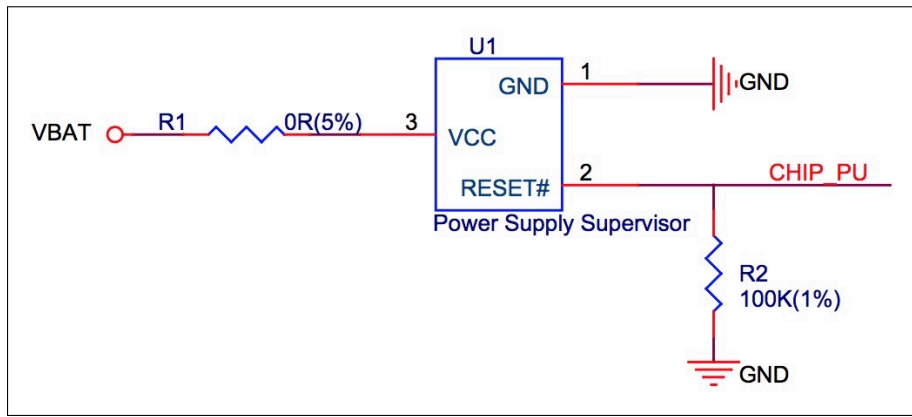 U1
1
GND
GND
VBAT
R1
0R(5%)
3
VCC
2
CHIP_PU
RESET#
Power Supply Supervisor
R2
100K(1%)
GND